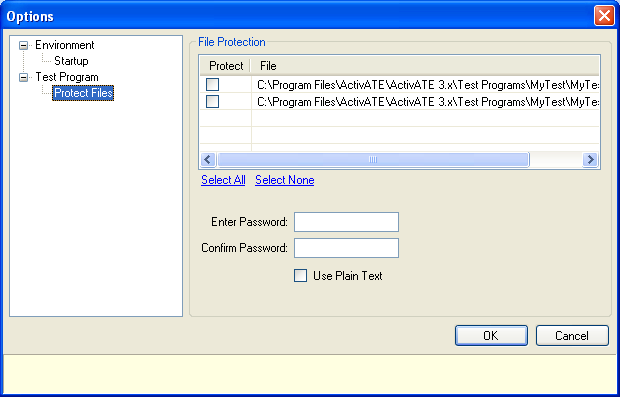 Options
Environment
Startup
Test Program
Protect Files
File Protection
Protect File
C:\Program Files\ActivATE\ActivATE 3.x\Test Programs\MyTest\MyTes
C:\Program Files\ActivATE\ActivATE 3.x\Test Programs\MyTest\MyTes
Select All Select None
Enter Password:
Confirm Password:
Use Plain Text
OK Cancel